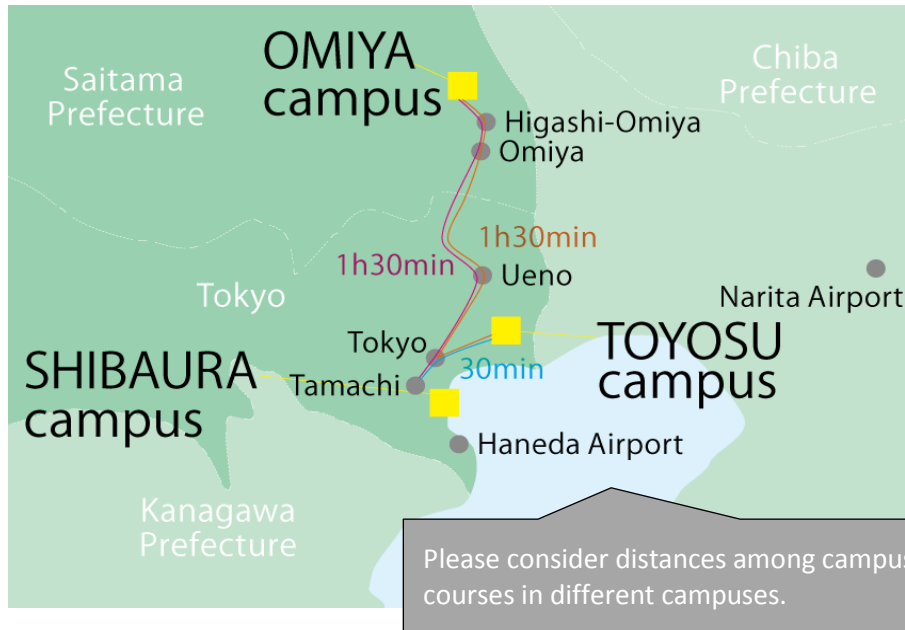 OMIYA
campus
Saitama
Prefecture
Chiba
Prefecture
Higashi-Omiya
Omiya
1h30min
1h30min
Ueno
Narita Airport
Tokyo
Tokyo
TOYOSU
campus
30min
SHIBAURA
campus
Tamachi
Haneda Airport
Kanagawa
Prefecture
Please consider distances among campus
courses in different campuses.